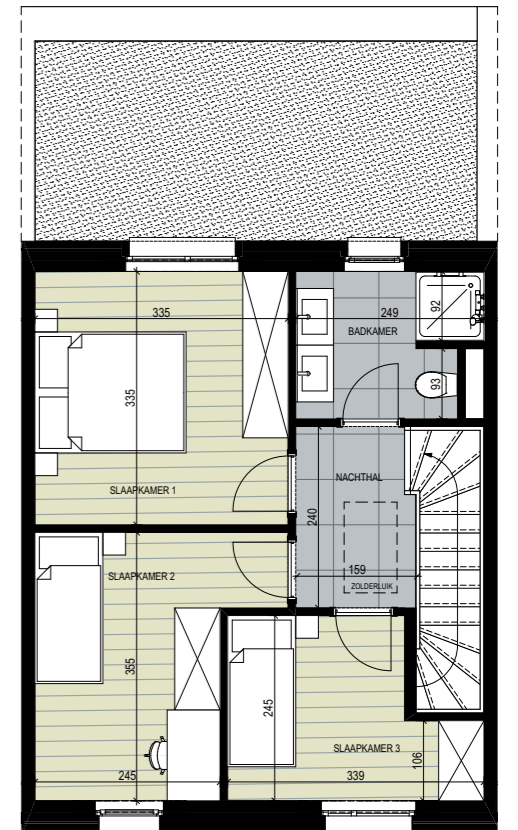 335
249
92
BADKAMER
93
335
SLAAPKAMER 1
NACHTHAL
240
159
ZOLDERLUIK
SLAAPKAMER 2
355
245
SLAAPKAMER 3
106
245
339